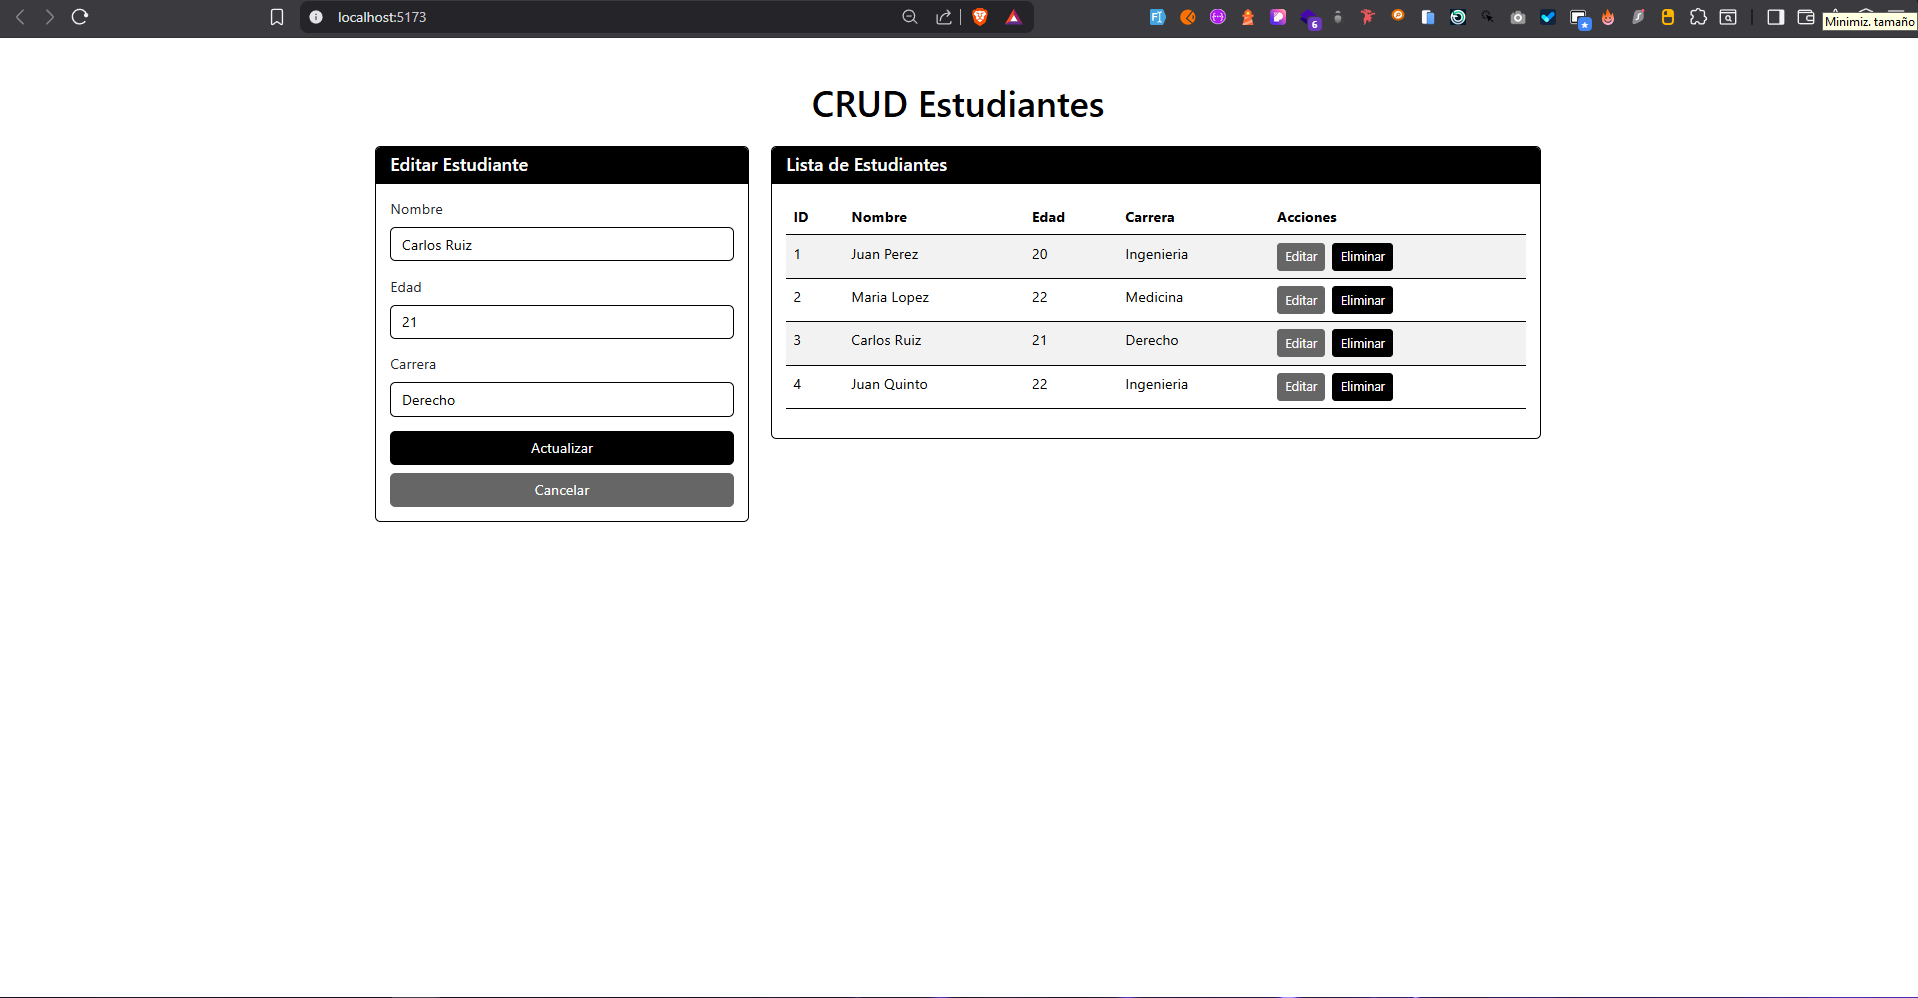 localhost:5173
6
Minimiz. tamaño
CRUD Estudiantes
Editar Estudiante
Nombre
Carlos Ruiz
Edad
21
Carrera
Derecho
Actualizar
Cancelar
Lista de Estudiantes
ID Nombre Edad Carrera Acciones
1 Juan Perez 20 Ingenieria Editar Eliminar
2 Maria Lopez 22 Medicina Editar Eliminar
3 Carlos Ruiz 21 Derecho Editar Eliminar
4 Juan Quinto 22 Ingenieria Editar Eliminar